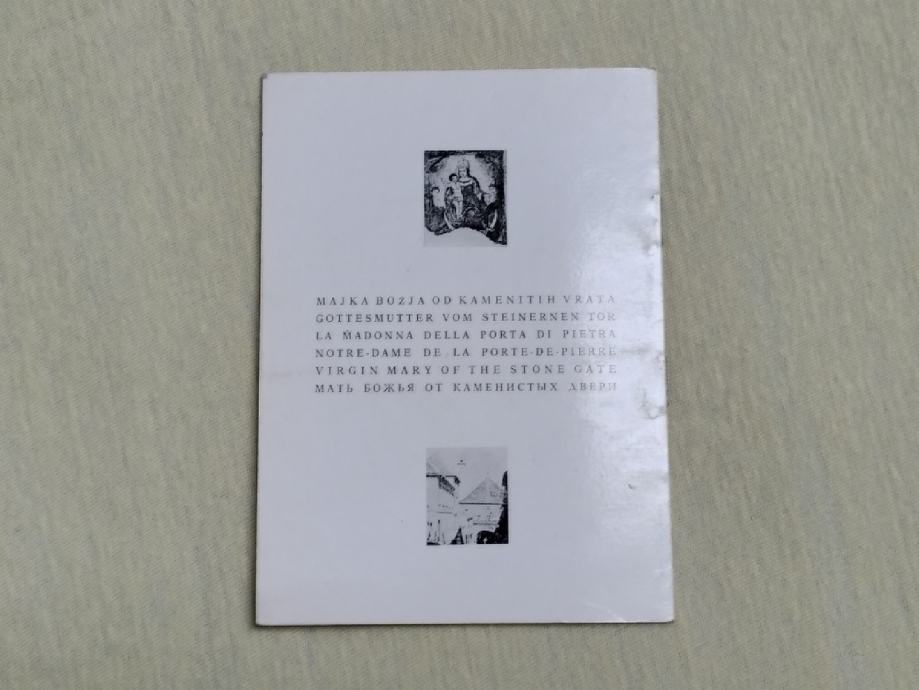 MAJKA BOŽJA OD KAMENITIH VRATA
GOTTESMUTTER VOM STEINERNEN TOR
LA MADONNA DELLA PORTA DI PIETRA
NOTRE-DAME DE LA PORTE-DE-PIERRE
VIRGIN MARY OF THE STONE GATE
МАТЬ БОЖЬЯ ОТ КАМЕНИСТЫХ ДВЕРИ